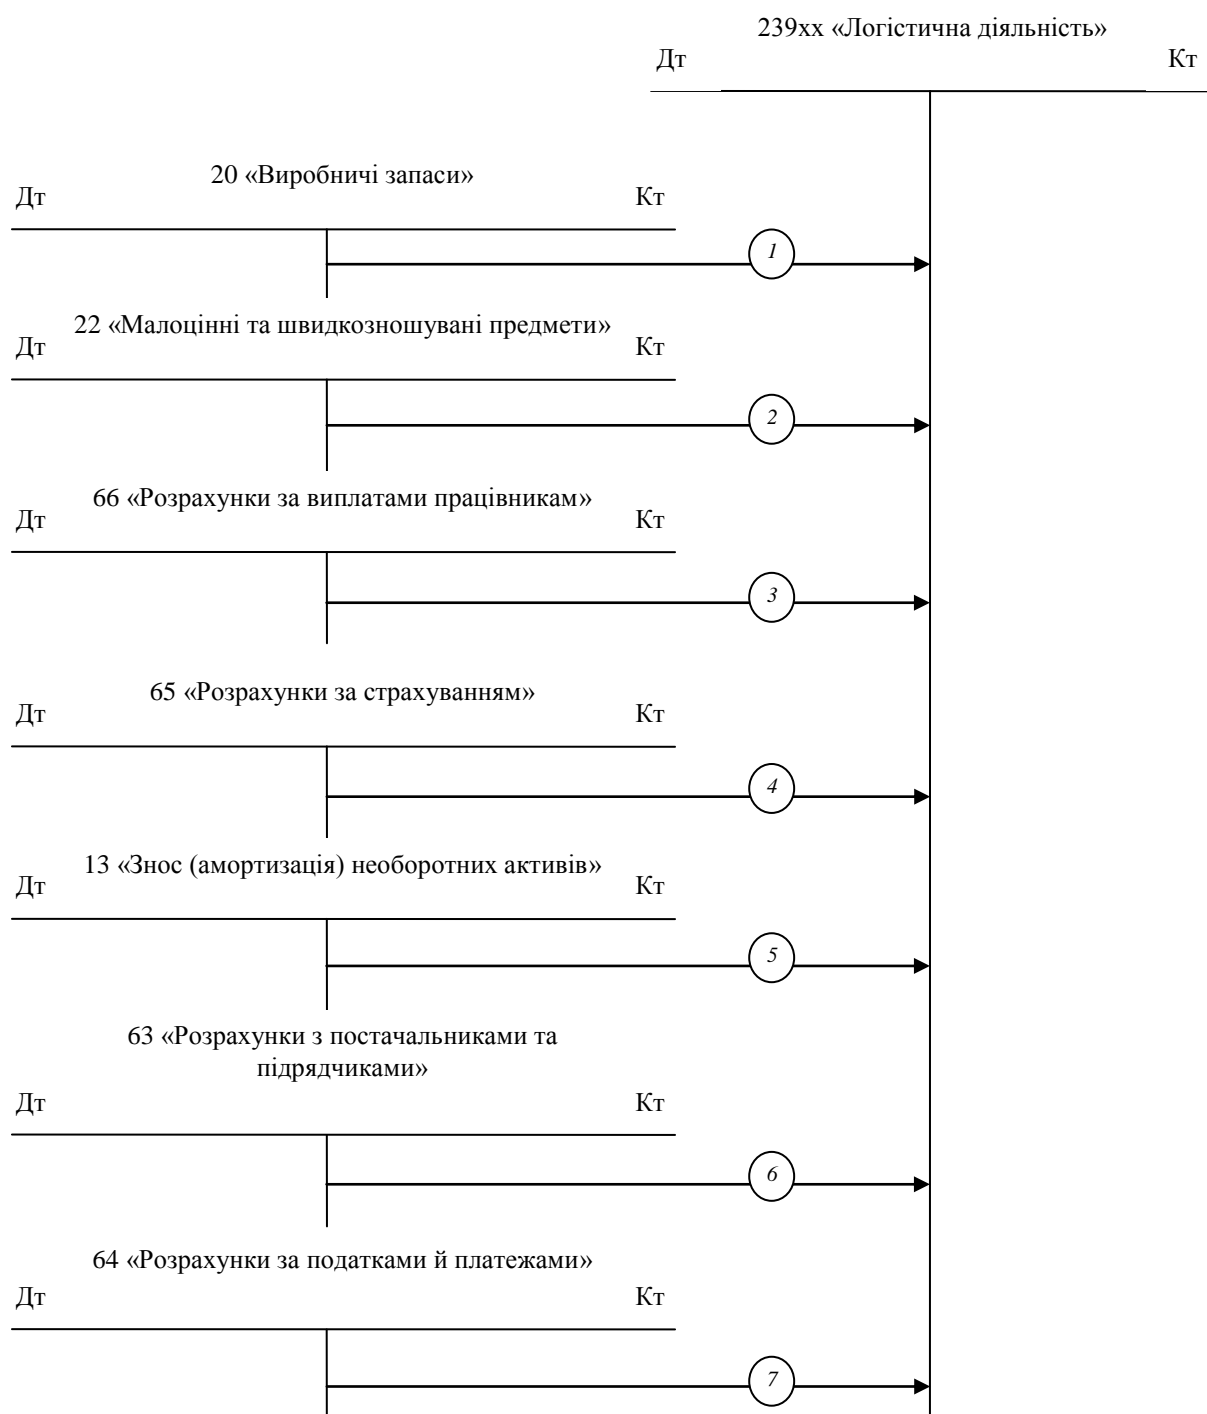 239хх «Логістична діяльність»
Дт Кт
20 «Виробничі запаси»
Дт Кт
1
22 «Малоцінні та швидкозношувані предмети»
Дт Кт
2
66 «Розрахунки за виплатами працівникам»
Дт Кт
3
65 «Розрахунки за страхуванням»
Дт Кт
4
13 «Знос (амортизація) необоротних активів»
Дт Кт
5
63 «Розрахунки з постачальниками та
підрядчиками»
Дт Кт
6
64 «Розрахунки за податками й платежами»
Дт Кт
7